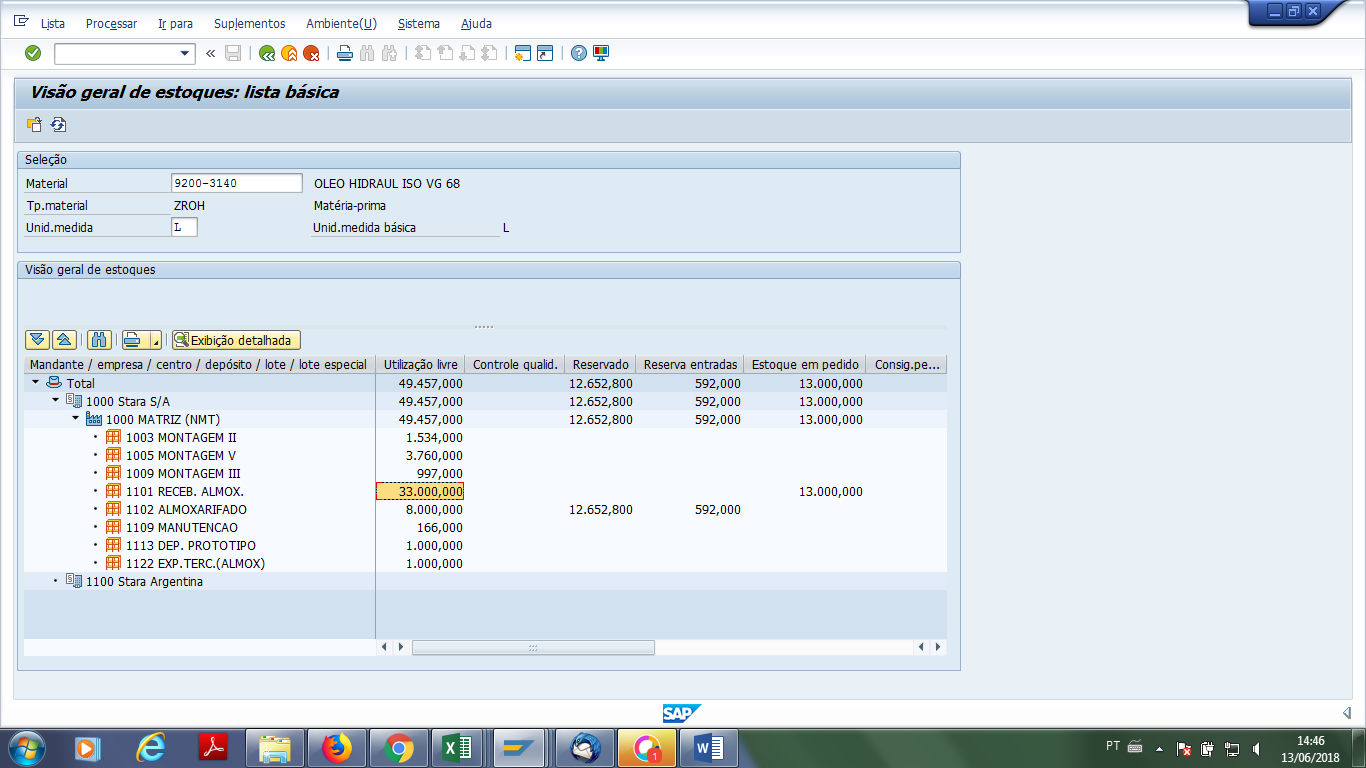 Lista Processar Ir para Suplementos Ambiente(U) Sistema Ajuda
Visão geral de estoques: lista básica
Seleção
Material 9200-3140 OLEO HIDRAUL ISO VG 68
Tp.material ZROH Matéria-prima
Unid.medida L Unid.medida básica L
Visão geral de estoques
Exibição detalhada
Mandante / empresa / centro / depósito / lote / lote especial Utilização livre Controle qualid. Reservado Reserva entradas Estoque em pedido Consig.pe...
Total 49.457,000 12.652,800 592,000 13.000,000
1000 Stara S/A 49.457,000 12.652,800 592,000 13.000,000
1000 MATRIZ (NMT) 49.457,000 12.652,800 592,000 13.000,000
1003 MONTAGEM II 1.534,000
1005 MONTAGEM V 3.760,000
1009 MONTAGEM III 997,000
1101 RECEB. ALMOX. 33.000,000 13.000,000
1102 ALMOXARIFADO 8.000,000 12.652,800 592,000
1109 MANUTENCAO 166,000
1113 DEP. PROTOTIPO 1.000,000
1122 EXP.TERC.(ALMOX) 1.000,000
1100 Stara Argentina
SAP
PT 14:46
13/06/2018
1